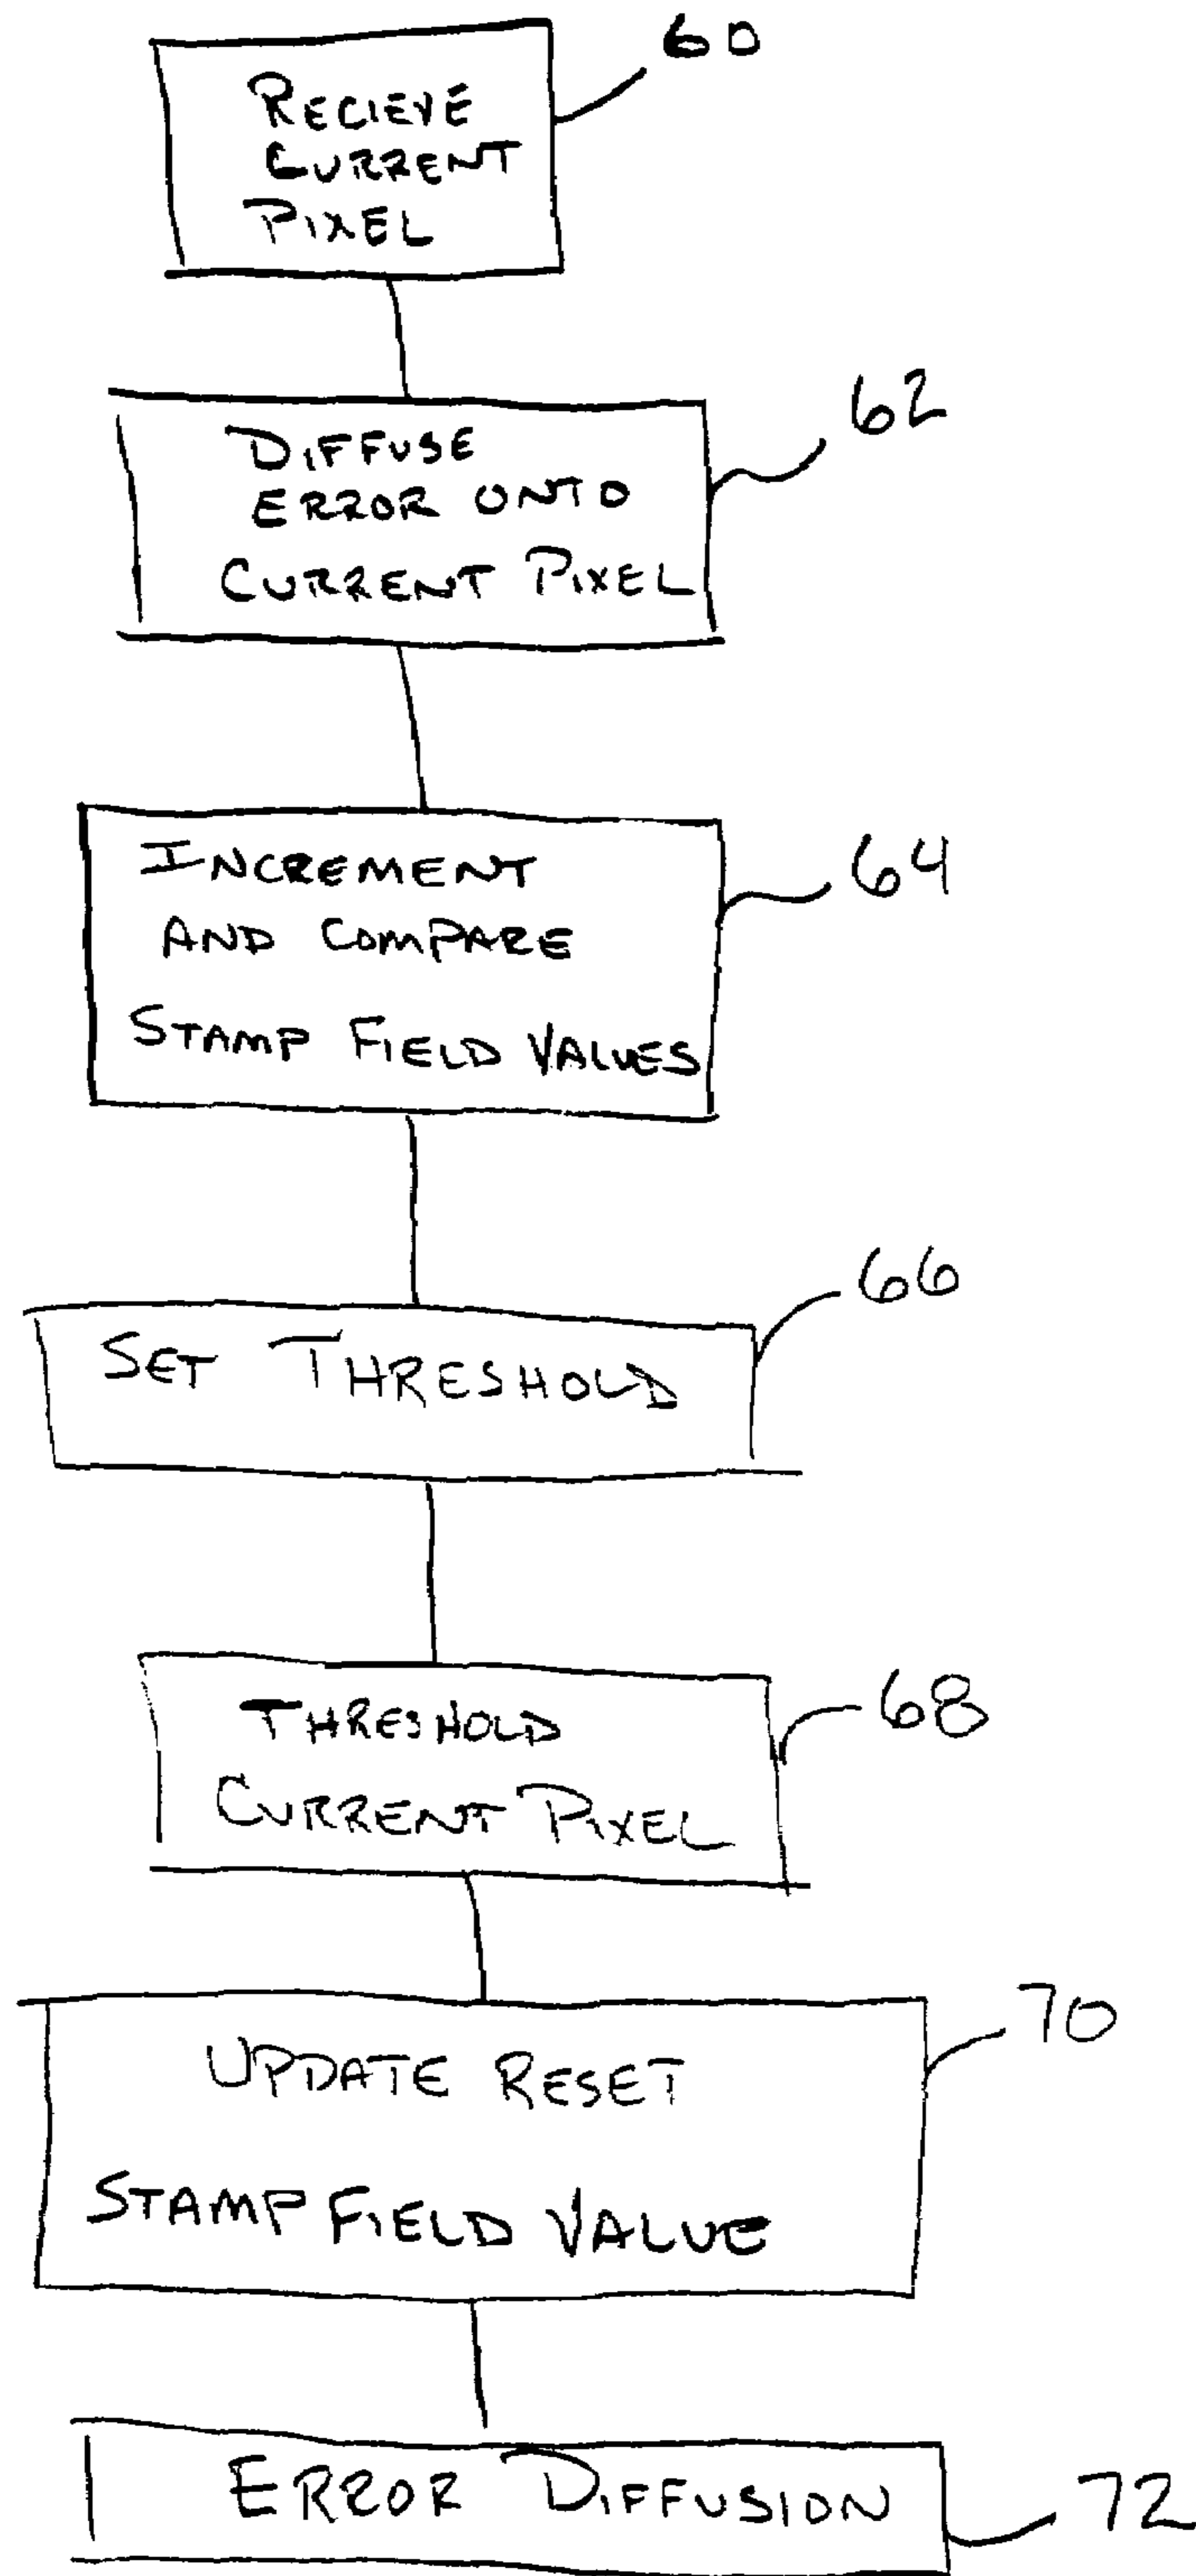 60
RECIEVE
CURRENT
PIXEL
62
DIFFUSE
ERROR ONTO
CURRENT PIXEL
64
INCREMENT
AND COMPARE
STAMP FIELD VALUES
66
SET THRESHOLD
68
THRESHOLD
CURRENT PIXEL
70
UPDATE RESET
STAMP FIELD VALUE
ERROR DIFFUSION
72